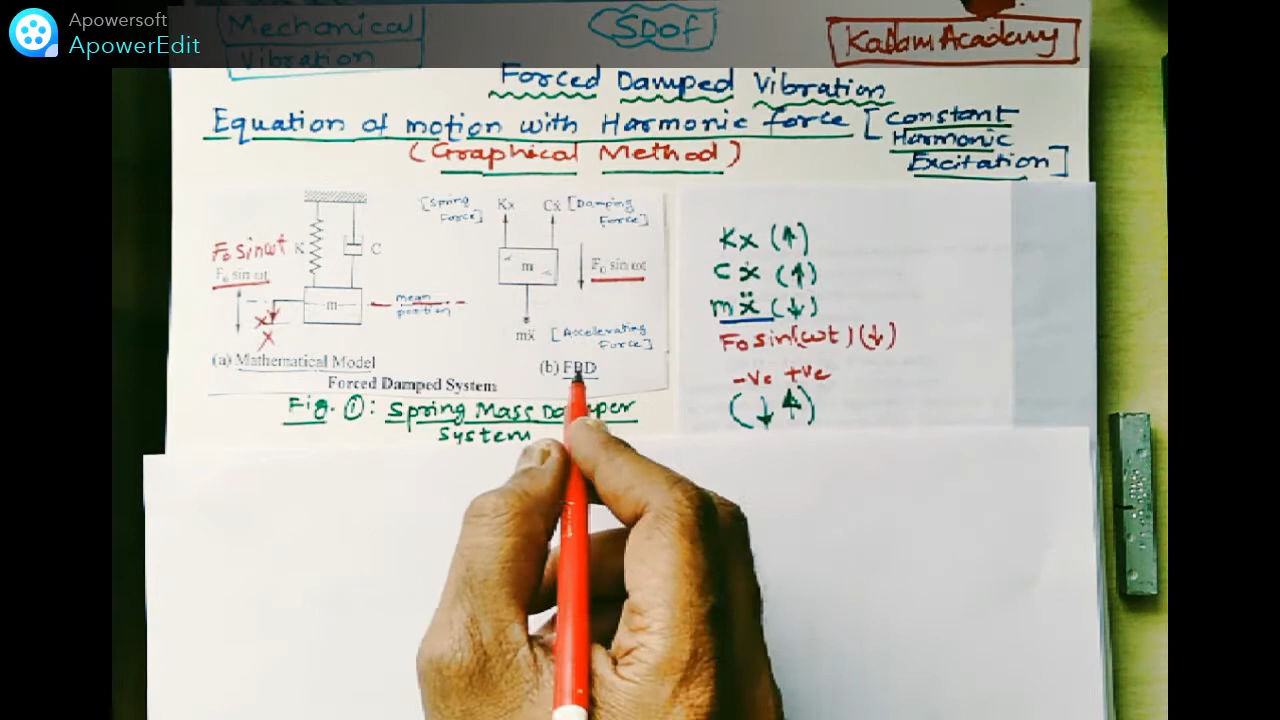 Apowersoft
ApowerEdit
Mechanical
Vibration
SDof
Kadam Academy
Forced Damped Vibration
Equation of motion with Harmonic force [Constant
Harmonic
Excitation]
(Graphical Method)
F₀ sinωt
F₀ sin ωt
K
C
m
x
x
mean
position
(a) Mathematical Model
[Spring
Force]
Kx
Cẋ
[Damping
Force]
m
F₀ sin ωt
mẍ
[Accelerating
Force]
(b) FBD
Forced Damped System
Fig. ①: Spring Mass Damper
System
Kx (↑)
Cẋ (↑)
mẍ (↓)
F₀ sin(ωt) (↓)
-ve +ve
(↓ ↑)